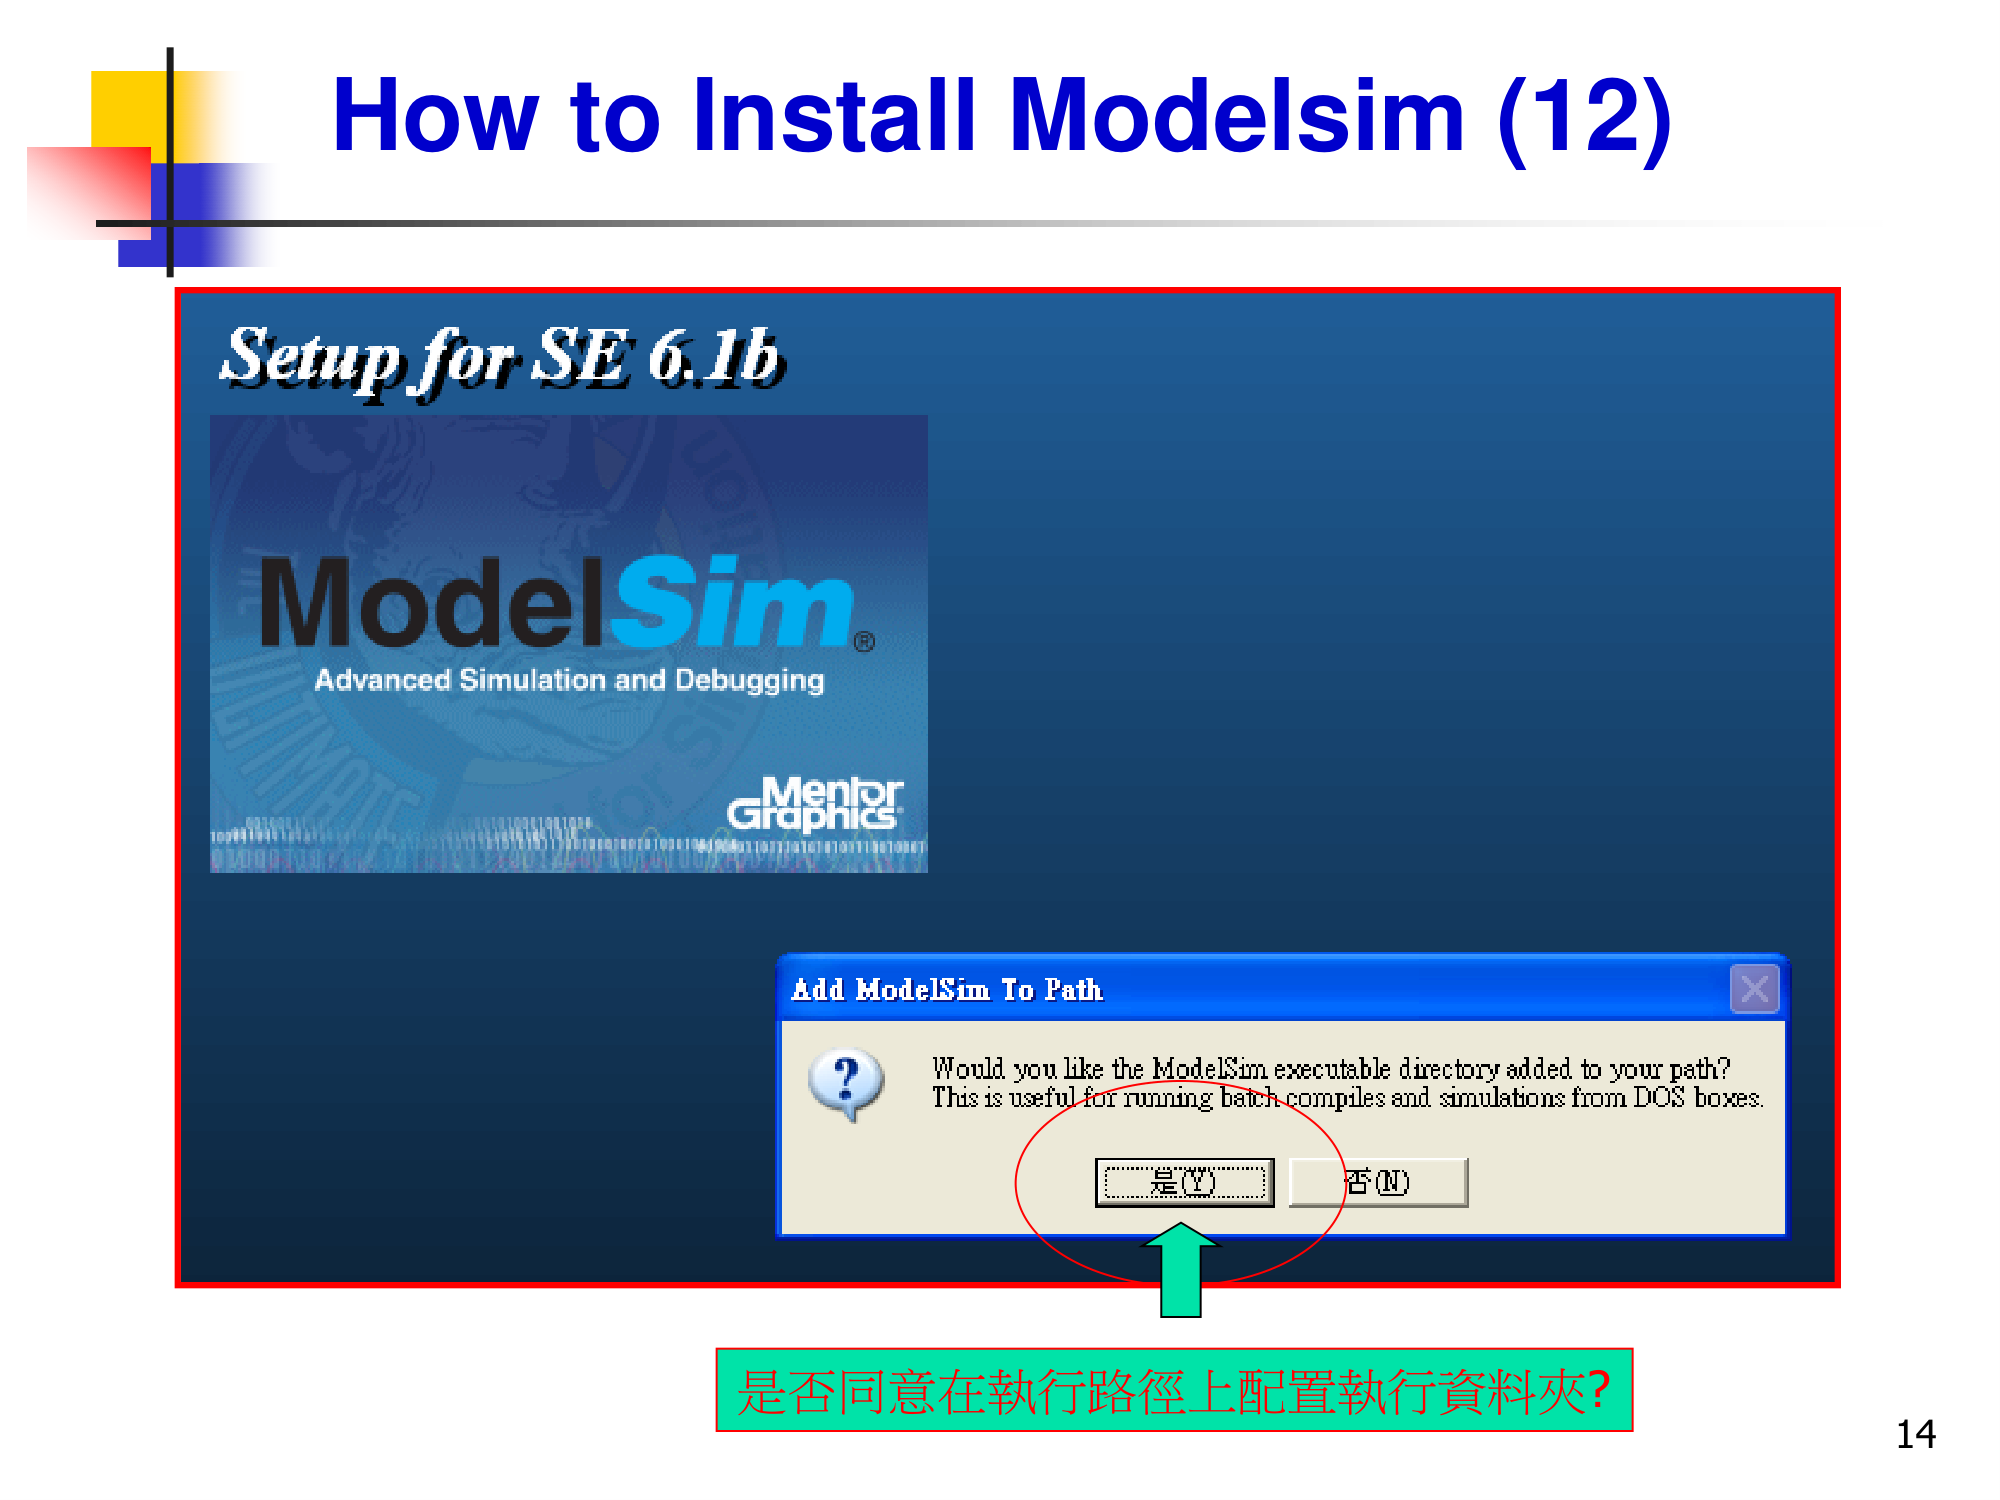 How to Install Modelsim (12)
Setup for SE 6.1b
ModelSim®
Advanced Simulation and Debugging
Mentor
Graphics
Add ModelSim To Path
Would you like the ModelSim executable directory added to your path?
This is useful for running batch compiles and simulations from DOS boxes.
是(Y) 否(N)
是否同意在執行路徑上配置執行資料夾?
14